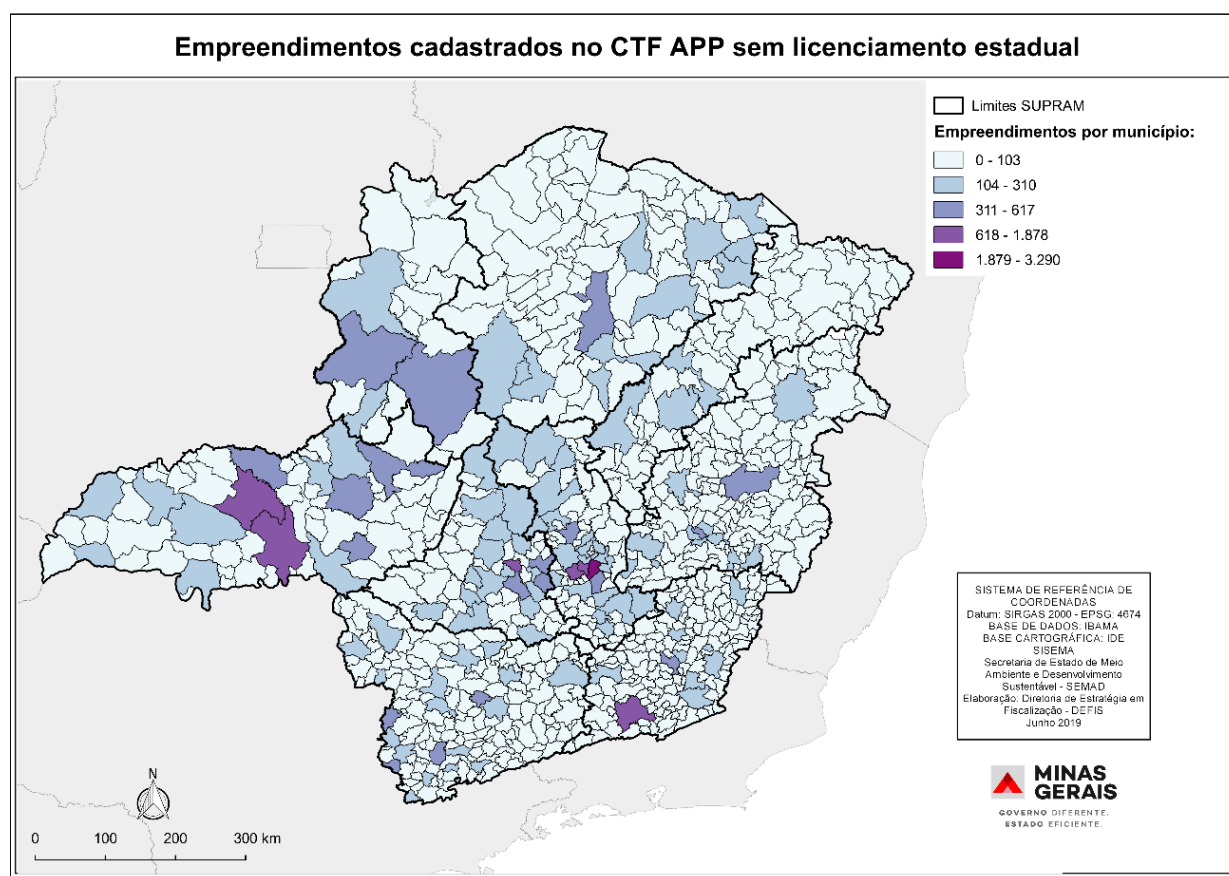 Empreendimentos cadastrados no CTF APP sem licenciamento estadual
Limites SUPRAM
Empreendimentos por município:
0 - 103
104 - 310
311 - 617
618 - 1.878
1.879 - 3.290
SISTEMA DE REFERÊNCIA DE
COORDENADAS
Datum: SIRGAS 2000 - EPSG: 4674
BASE DE DADOS: IBAMA
BASE CARTOGRÁFICA: IDE
SISEMA
Secretaria de Estado de Meio
Ambiente e Desenvolvimento
Sustentável - SEMAD
Elaboração: Diretoria de Estratégia em
Fiscalização - DEFIS
Junho 2019
N
0 100 200 300 km
MINAS
GERAIS
GOVERNO DIFERENTE.
ESTADO EFICIENTE.